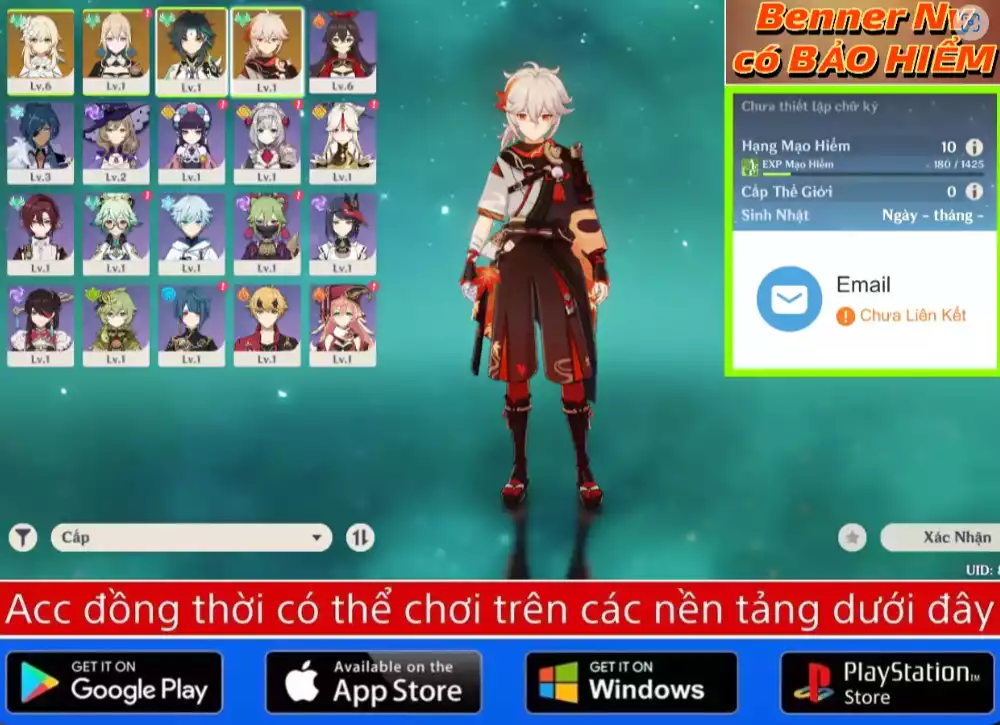 Benner Nv
có BẢO HIỂM
Chưa thiết lập chữ ký
Hạng Mạo Hiểm 10
EXP Mạo Hiểm 180 / 1425
Cấp Thế Giới 0
Sinh Nhật Ngày - tháng -
Email
Chưa Liên Kết
Lv.6 Lv.1 Lv.1 Lv.1 Lv.6
Lv.3 Lv.2 Lv.1 Lv.1 Lv.1
Lv.1 Lv.1 Lv.1 Lv.1 Lv.1
Lv.1 Lv.1 Lv.1 Lv.1 Lv.1
Cấp
Xác Nhận
UID:
Acc đồng thời có thể chơi trên các nền tảng dưới đây
GET IT ON
Google Play
Available on the
App Store
GET IT ON
Windows
PlayStation™
Store